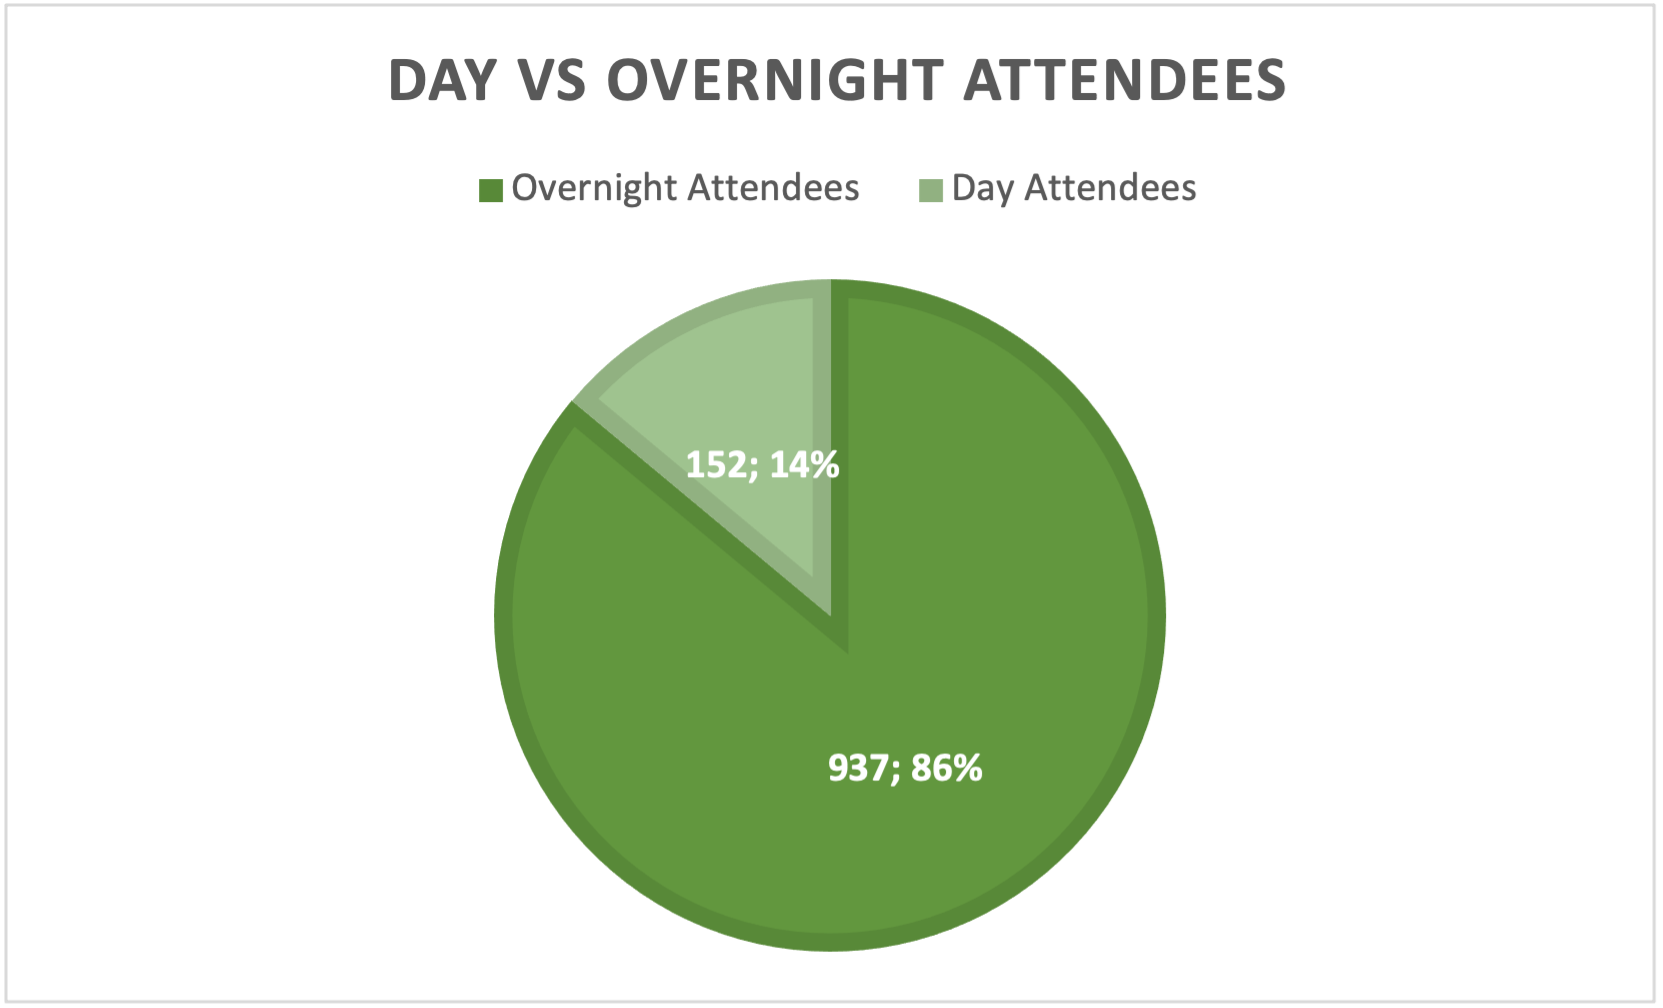 DAY VS OVERNIGHT ATTENDEES
Overnight Attendees Day Attendees
152; 14%
937; 86%